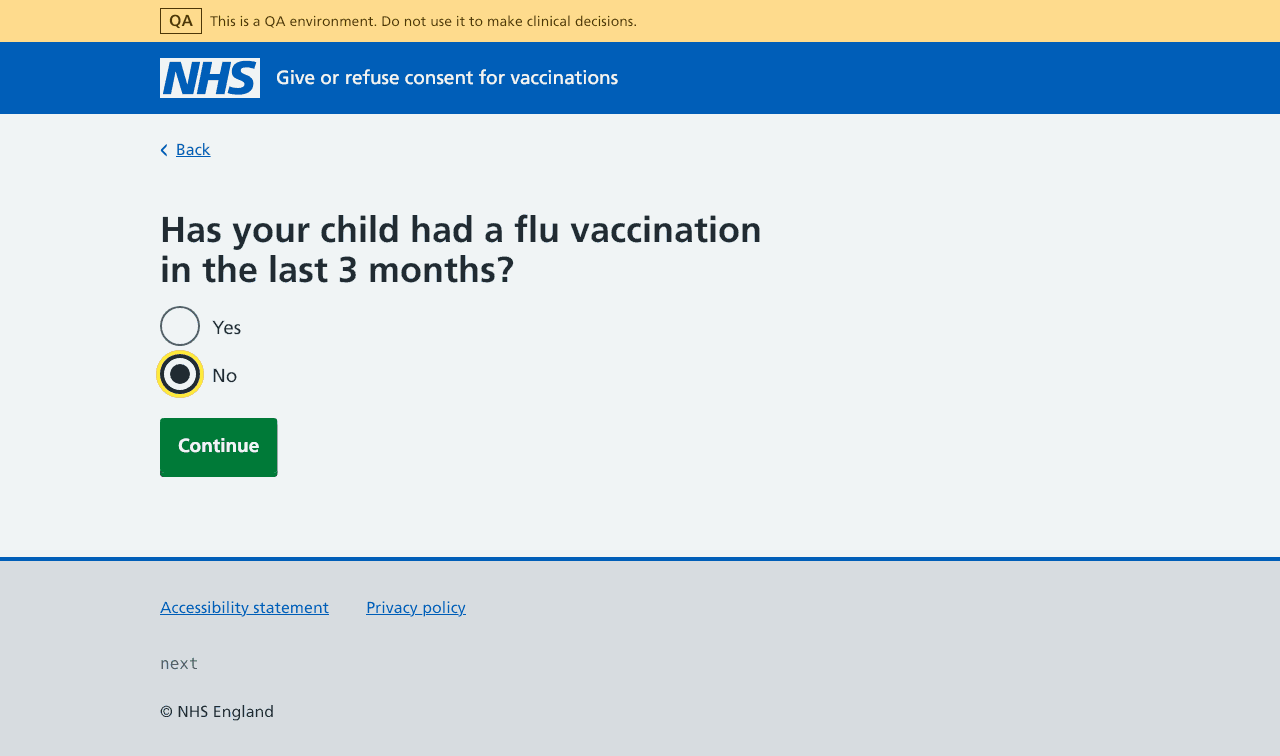 QA This is a QA environment. Do not use it to make clinical decisions.
NHS Give or refuse consent for vaccinations
Back
Has your child had a flu vaccination
in the last 3 months?
Yes
No
Continue
Accessibility statement Privacy policy
next
© NHS England